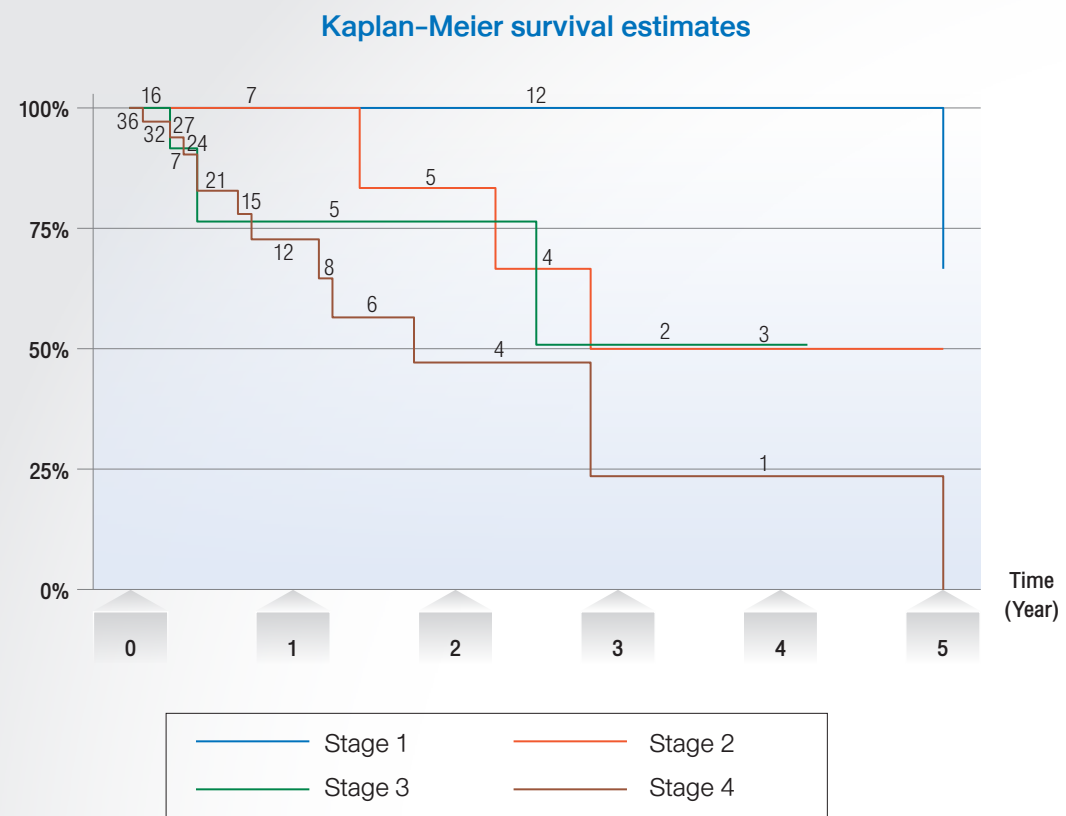 Kaplan-Meier survival estimates
16 7 12
100%
36 32 27
24
7
21 5
15 5
75%
12 4
8
6
2 3
50% 4
25% 1
0%
Time
(Year)
0 1 2 3 4 5
Stage 1 Stage 2
Stage 3 Stage 4